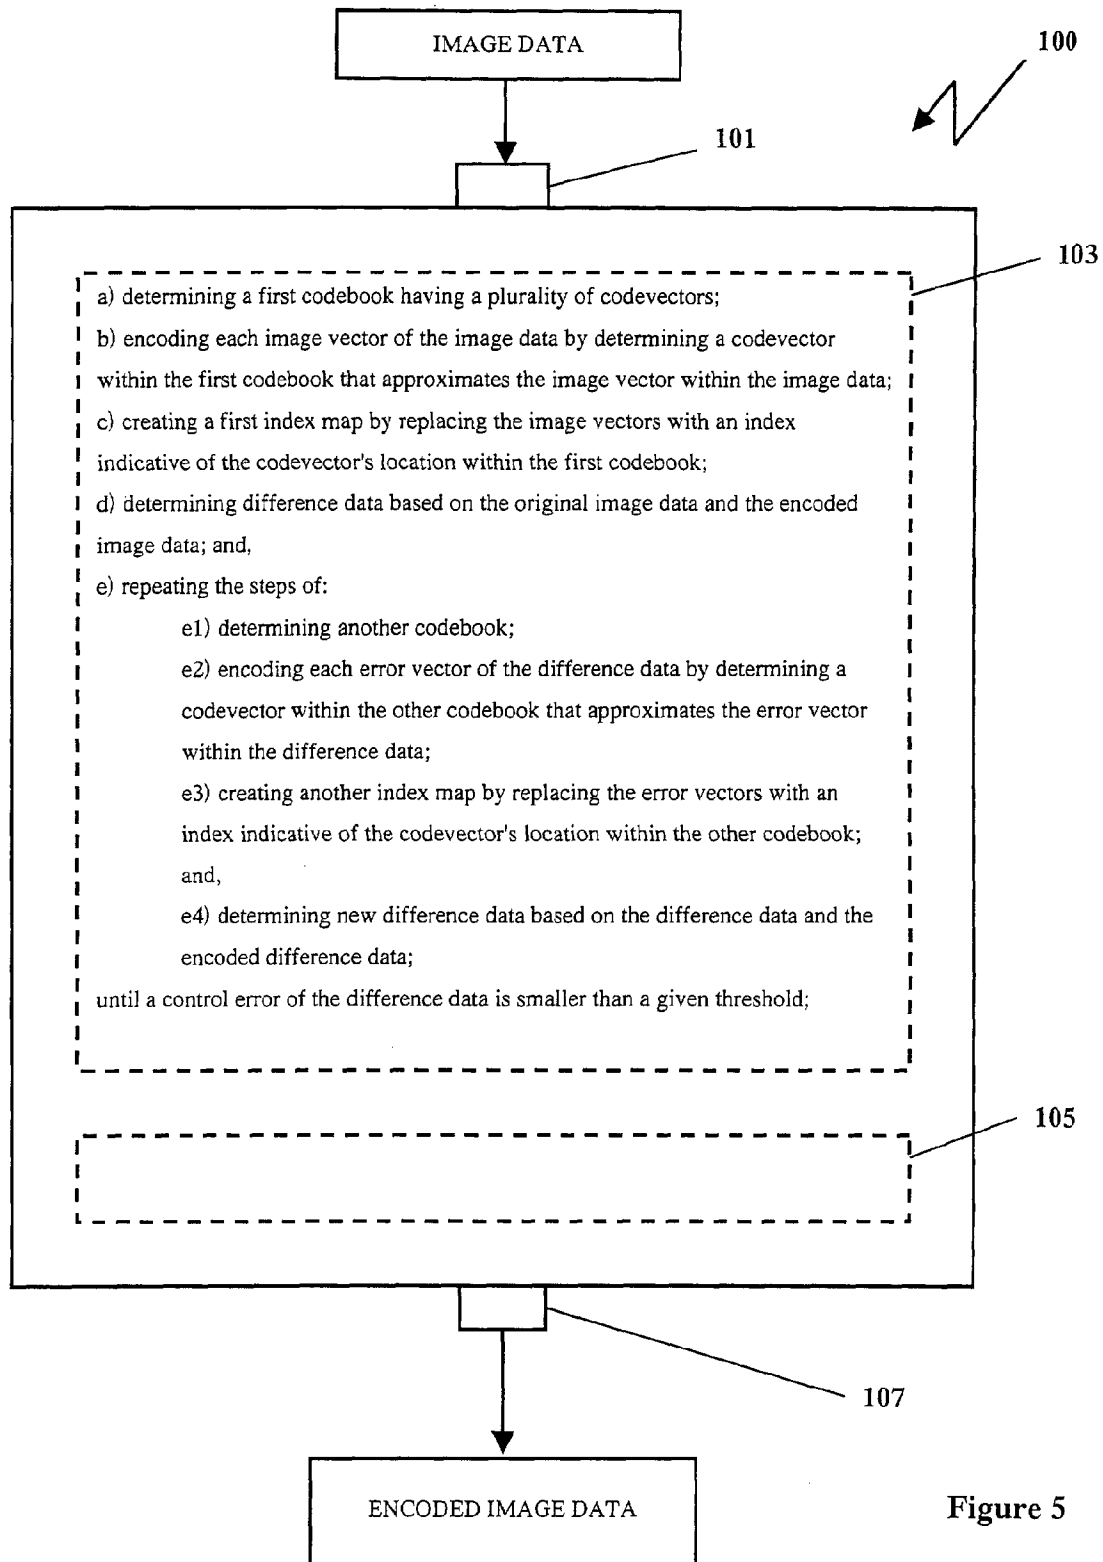 IMAGE DATA
100
101
103
a) determining a first codebook having a plurality of codevectors;
b) encoding each image vector of the image data by determining a codevector
within the first codebook that approximates the image vector within the image data;
c) creating a first index map by replacing the image vectors with an index
indicative of the codevector's location within the first codebook;
d) determining difference data based on the original image data and the encoded
image data; and,
e) repeating the steps of:
e1) determining another codebook;
e2) encoding each error vector of the difference data by determining a
codevector within the other codebook that approximates the error vector
within the difference data;
e3) creating another index map by replacing the error vectors with an
index indicative of the codevector's location within the other codebook;
and,
e4) determining new difference data based on the difference data and the
encoded difference data;
until a control error of the difference data is smaller than a given threshold;
105
107
ENCODED IMAGE DATA
Figure 5